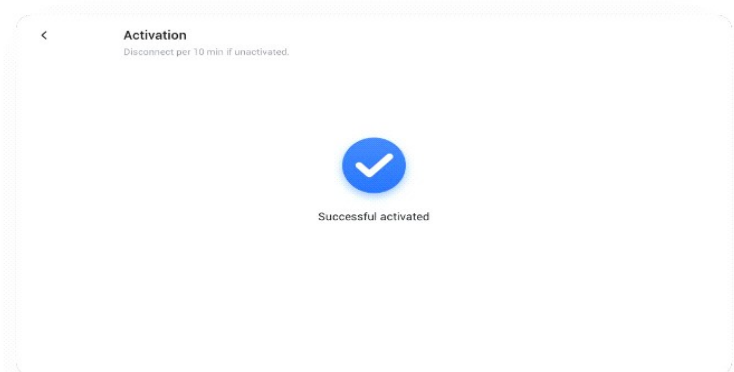 Activation
Disconnect per 10 min if unactivated.
Successful activated